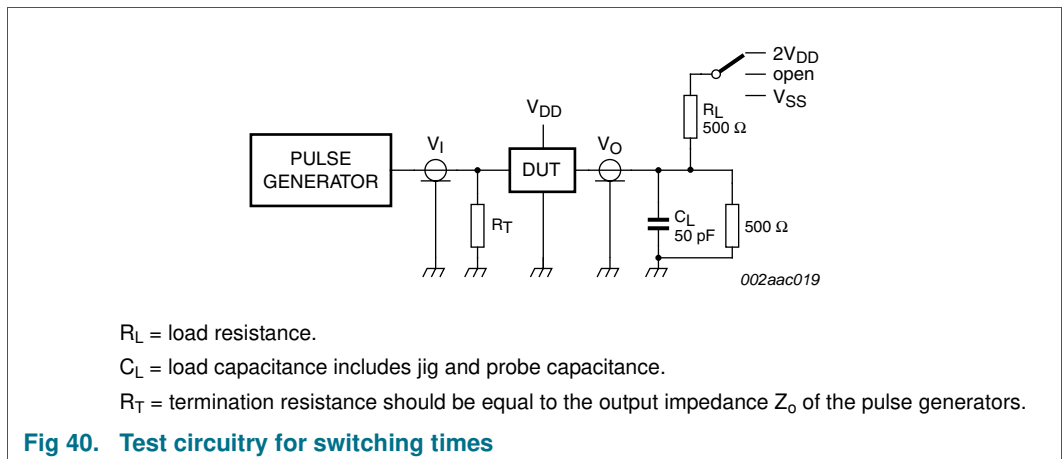 2VDD
open
VSS
RL
500 Ω
VDD
VI
VO
PULSE
GENERATOR
DUT
RT
CL
50 pF
500 Ω
002aac019
RL = load resistance.
CL = load capacitance includes jig and probe capacitance.
RT = termination resistance should be equal to the output impedance Zo of the pulse generators.
Fig 40. Test circuitry for switching times